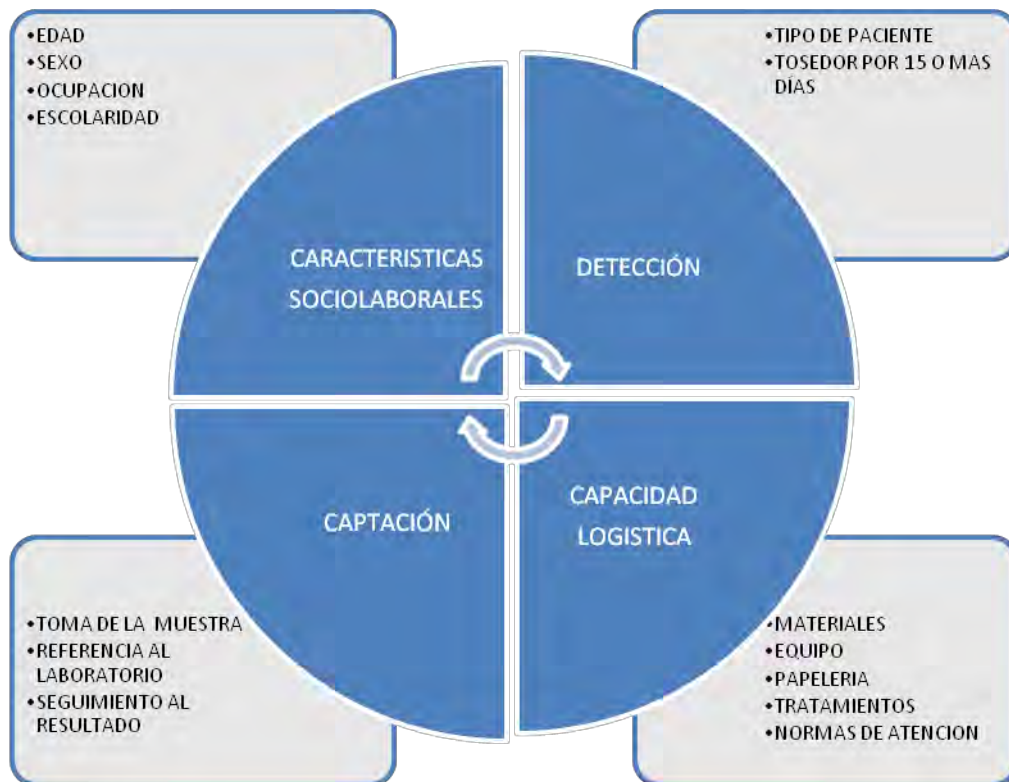 •EDAD
•SEXO
•OCUPACION
•ESCOLARIDAD
•TIPO DE PACIENTE
•TOSEDOR POR 15 O MAS
DÍAS
CARACTERISTICAS
SOCIOLABORALES
DETECCIÓN
CAPTACIÓN
CAPACIDAD
LOGISTICA
•TOMA DE LA MUESTRA
•REFERENCIA AL
LABORATORIO
•SEGUIMIENTO AL
RESULTADO
•MATERIALES
•EQUIPO
•PAPELERIA
•TRATAMIENTOS
•NORMAS DE ATENCION